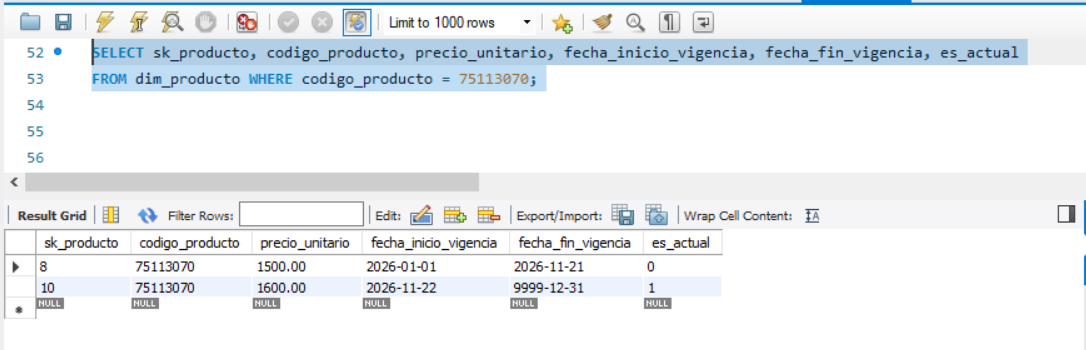 Limit to 1000 rows
52 SELECT sk_producto, codigo_producto, precio_unitario, fecha_inicio_vigencia, fecha_fin_vigencia, es_actual
53 FROM dim_producto WHERE codigo_producto = 75113070;
54
55
56
Result Grid Filter Rows: Edit: Export/Import: Wrap Cell Content: IA
sk_producto codigo_producto precio_unitario fecha_inicio_vigencia fecha_fin_vigencia es_actual
8 75113070 1500.00 2026-01-01 2026-11-21 0
10 75113070 1600.00 2026-11-22 9999-12-31 1
NULL NULL NULL NULL NULL NULL